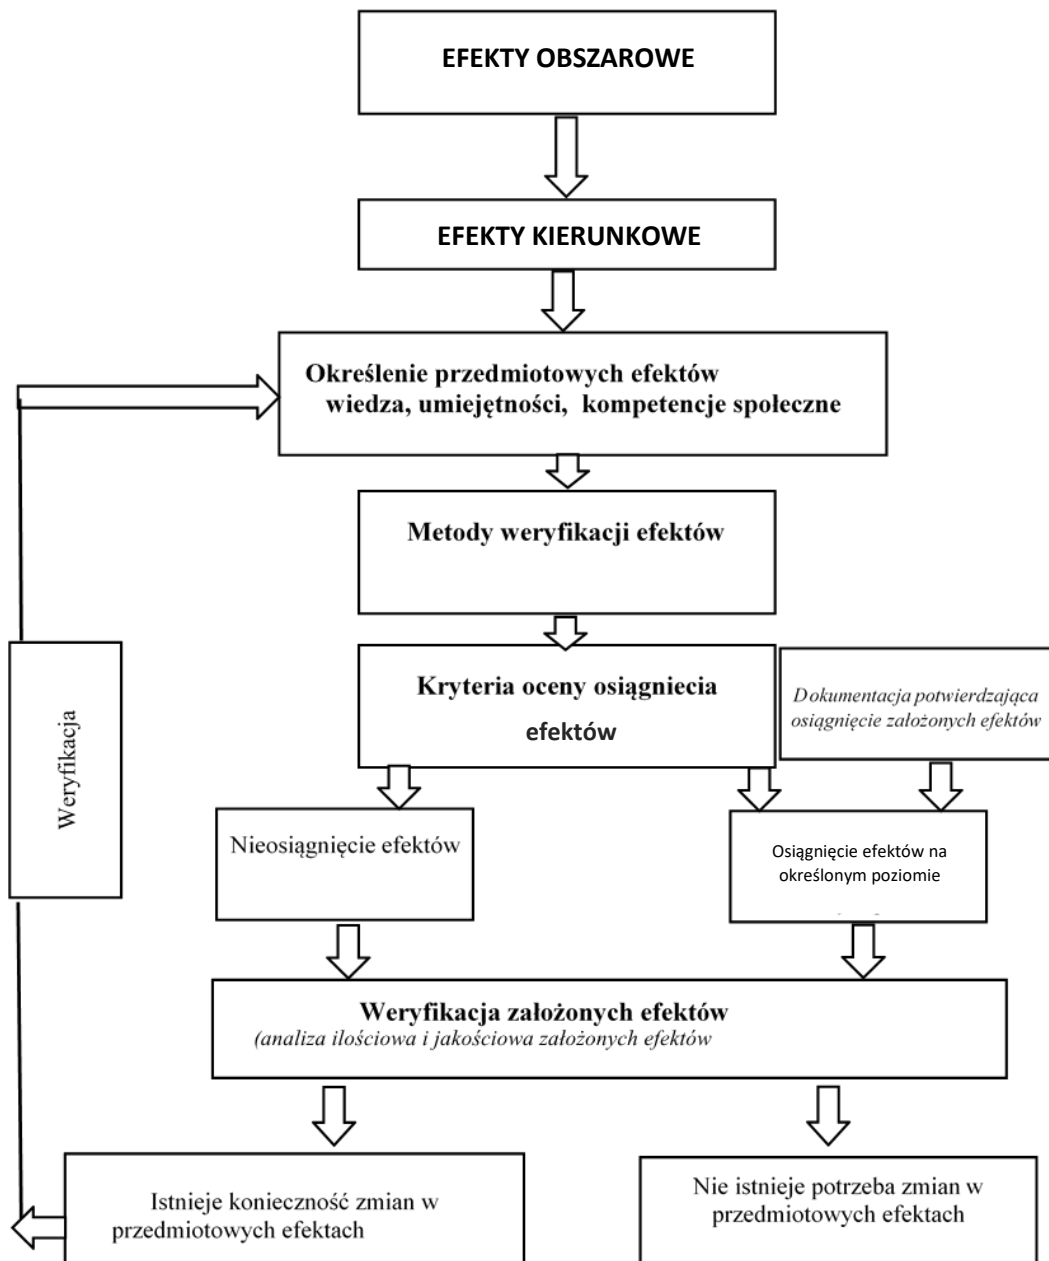 EFEKTY OBSZAROWE
EFEKTY KIERUNKOWE
Określenie przedmiotowych efektów
wiedza, umiejętności, kompetencje społeczne
Metody weryfikacji efektów
Kryteria oceny osiągniecia
efektów
Dokumentacja potwierdzająca
osiągnięcie założonych efektów
Weryfikacja
Nieosiągnięcie efektów
Osiągnięcie efektów na
określonym poziomie
Weryfikacja założonych efektów
(analiza ilościowa i jakościowa założonych efektów
Istnieje konieczność zmian w
przedmiotowych efektach
Nie istnieje potrzeba zmian w
przedmiotowych efektach